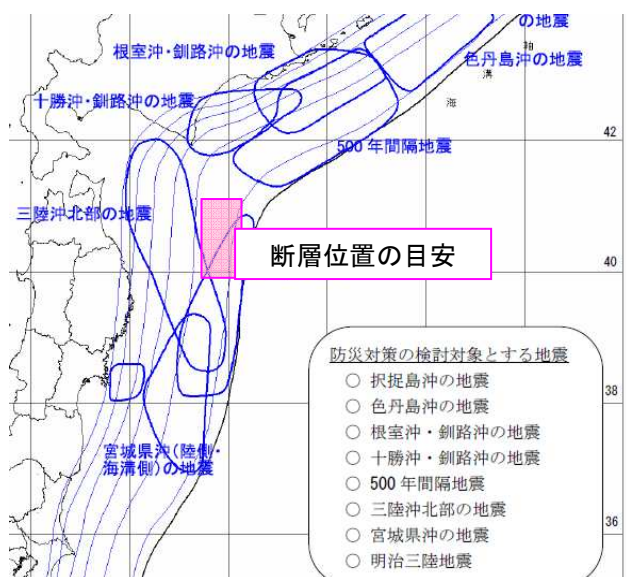 の地震
根室沖・釧路沖の地震
色丹島沖の地震
溝
海
十勝沖・釧路沖の地震
42
500年間隔地震
三陸沖北部の地震
断層位置の目安
40
防災対策の検討対象とする地震
○ 択捉島沖の地震
○ 色丹島沖の地震
○ 根室沖・釧路沖の地震
○ 十勝沖・釧路沖の地震
○ 500年間隔地震
○ 三陸沖北部の地震
○ 宮城県沖の地震
○ 明治三陸地震
38
宮城県沖(陸側・
海溝側)の地震
36